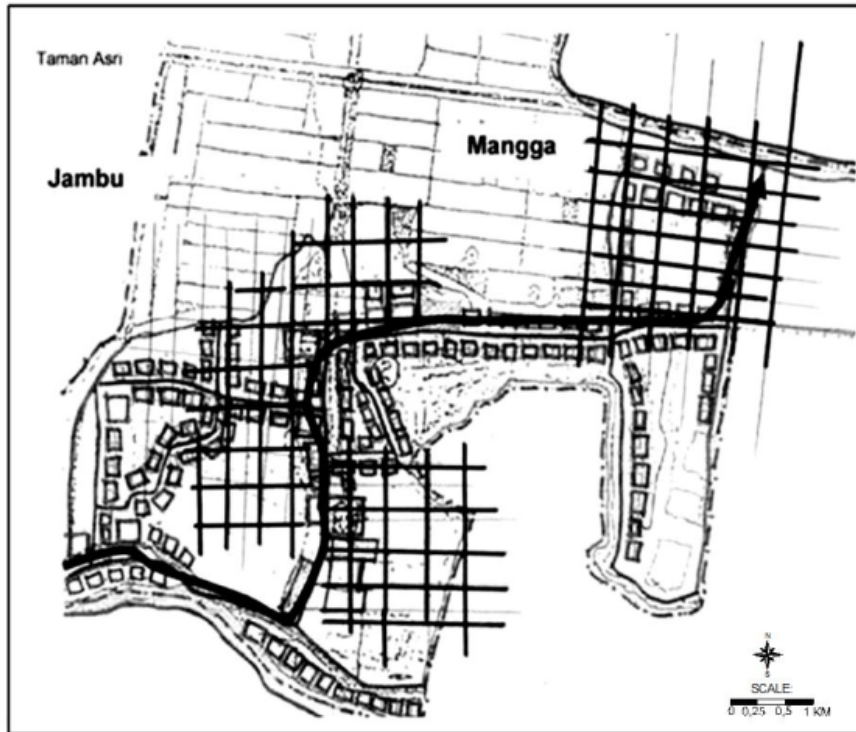 Taman Asri
Mangga
Jambu
N
S
SCALE:
0 0,25 0,5 1 KM